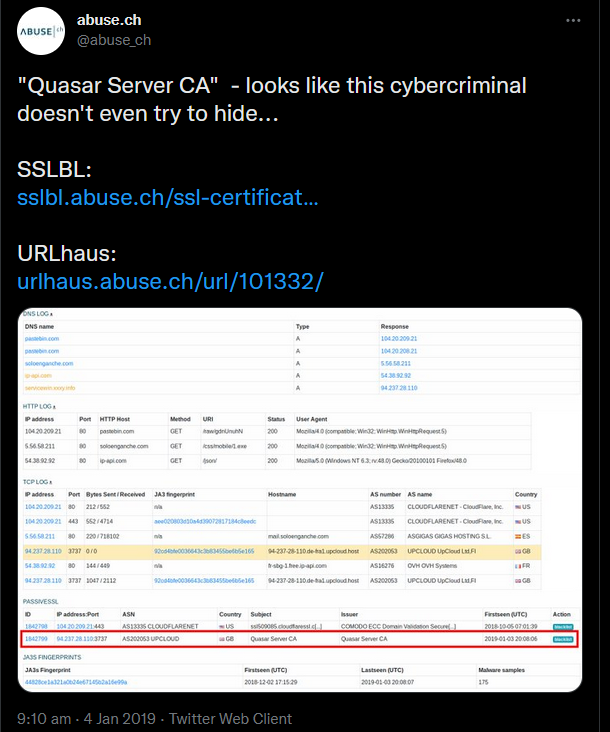 ABUSE ch
abuse.ch
@abuse_ch
...
"Quasar Server CA"  - looks like this cybercriminal
doesn't even try to hide...
SSLBL:
sslbl.abuse.ch/ssl-certificat...
URLhaus:
urlhaus.abuse.ch/url/101332/
DNS LOG
DNS name Type Response
pastebin.com A 104.20.209.21
pastebin.com A 104.20.208.21
soloenganche.com A 5.56.58.211
ip-api.com A 54.38.92.92
A 94.237.28.110
HTTP LOG
IP address Port HTTP Host Method URI Status User Agent
104.20.209.21 80 pastebin.com GET 200 Mozilla/4.0 (compatible; Win32; WinHttp.WinHttpRequest.5)
5.56.58.211 80 soloenganche.com GET /css/mobile/1.exe 200 Mozilla/4.0 (compatible; Win32; WinHttp.WinHttpRequest.5)
54.38.92.92 80 ip-api.com GET /json/ 200 Mozilla/5.0 (Windows NT 6.3; rv:48.0) Gecko/20100101 Firefox/48.0
TCP LOG
IP address Port Bytes Sent / Received JA3 fingerprint Hostname AS number AS name Country
104.20.209.21 80 212 / 552 n/a AS13335 CLOUDFLARENET - CloudFlare, Inc. US
104.20.209.21 443 552 / 4714 AS13335 CLOUDFLARENET - CloudFlare, Inc. US
5.56.58.211 80 220 / 718102 n/a mail.soloenganche.com AS57286 ASGIGAS GIGAS HOSTING S.L. ES
94.237.28.110 3737 0 / 0 94-237-28-110.de-fra1.upcloud.host AS202053 UPCLOUD UpCloud Ltd,FI GB
54.38.92.92 80 144 / 449 n/a fr-sbg-1.free.ip-api.com AS16276 OVH OVH Systems FR
94.237.28.110 3737 1047 / 2112 94-237-28-110.de-fra1.upcloud.host AS202053 UPCLOUD UpCloud Ltd,FI GB
PASSIVESSL
ID IP address:Port ASN Country Subject Issuer Firstseen (UTC) Action
1842799 104.20.209.21:443 AS13335 CLOUDFLARENET US ssl509085.cloudflaressl.c[..] COMODO ECC Domain Validation Secure[..] 2018-10-05 07:01:39
1842799 94.237.28.110:3737 AS202053 UPCLOUD GB Quasar Server CA Quasar Server CA 2019-01-03 20:08:06
JA3S FINGERPRINTS
JA3s Fingerprint Firstseen (UTC) Lastseen (UTC) Malware samples
2018-12-02 17:15:29 2019-01-03 20:08:07 175
9:10 am · 4 Jan 2019 · Twitter Web Client